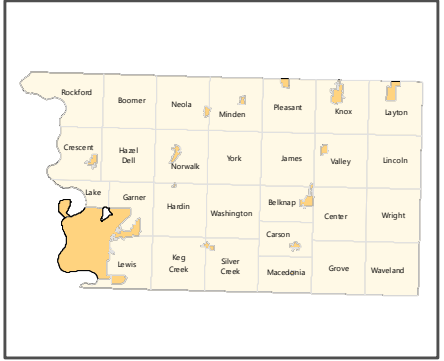 Rockford
Boomer
Neola
Minden
Pleasant
Knox
Layton
Crescent
Hazel
Dell
Norwalk
York
James
Valley
Lincoln
Lake
Garner
Hardin
Washington
Belknap
Center
Wright
Carson
Lewis
Keg
Creek
Silver
Creek
Macedonia
Grove
Waveland